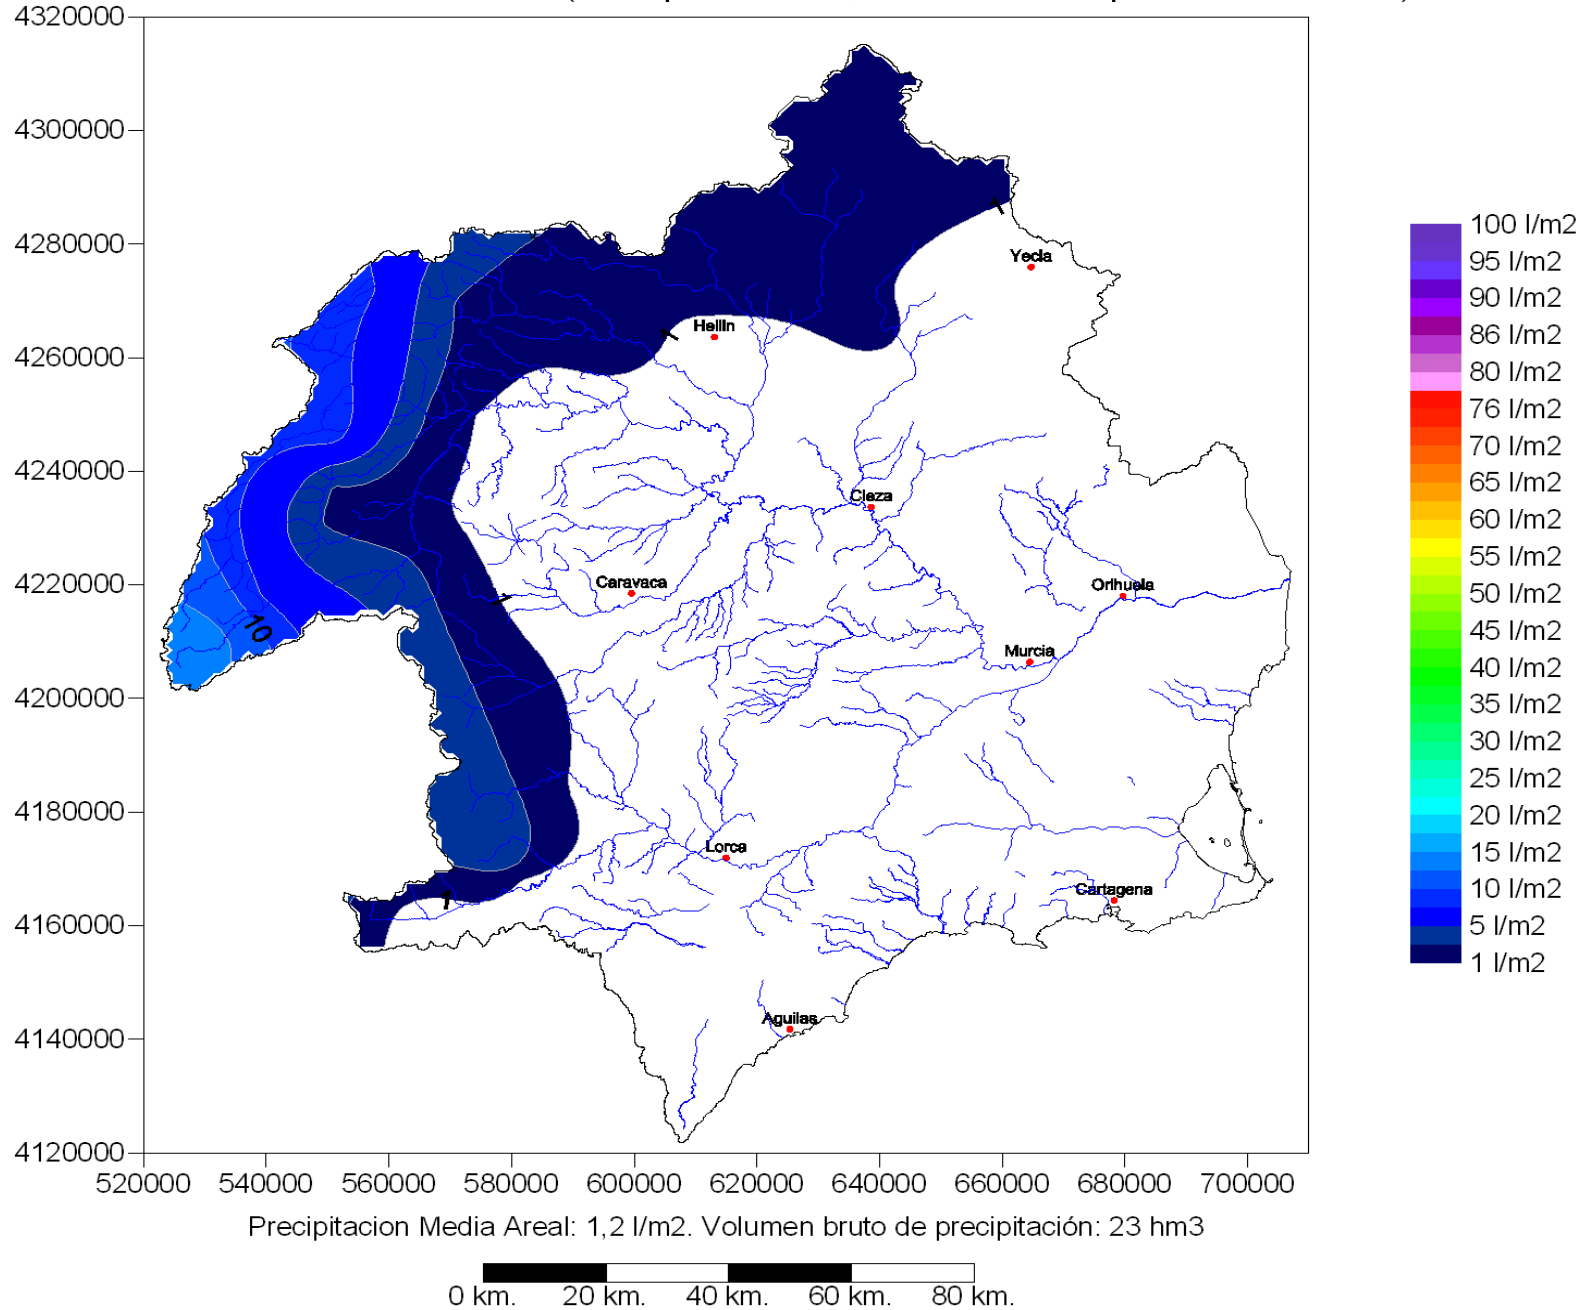 4320000
4300000
4280000
4260000
4240000
4220000
4200000
4180000
4160000
4140000
4120000
520000 540000 560000 580000 600000 620000 640000 660000 680000 700000
Yecla
Hellin
Cieza
Caravaca
Orihuela
Murcia
Lorca
Cartagena
Aguilas
1
1
1
1
10
100 l/m2
95 l/m2
90 l/m2
86 l/m2
80 l/m2
76 l/m2
70 l/m2
65 l/m2
60 l/m2
55 l/m2
50 l/m2
45 l/m2
40 l/m2
35 l/m2
30 l/m2
25 l/m2
20 l/m2
15 l/m2
10 l/m2
5 l/m2
1 l/m2
Precipitacion Media Areal: 1,2 l/m2. Volumen bruto de precipitación: 23 hm3
0 km. 20 km. 40 km. 60 km. 80 km.